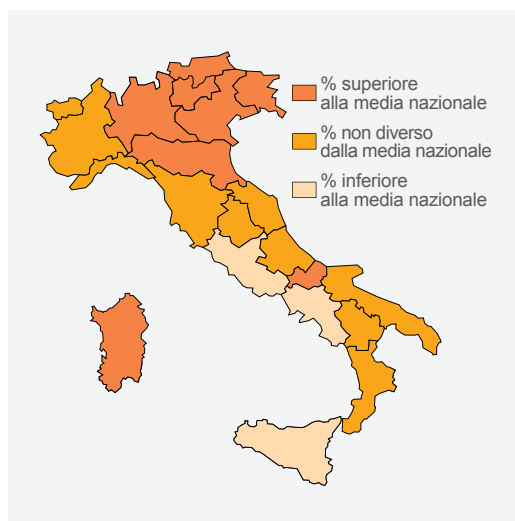 % superiore
alla media nazionale
% non diverso
dalla media nazionale
% inferiore
alla media nazionale